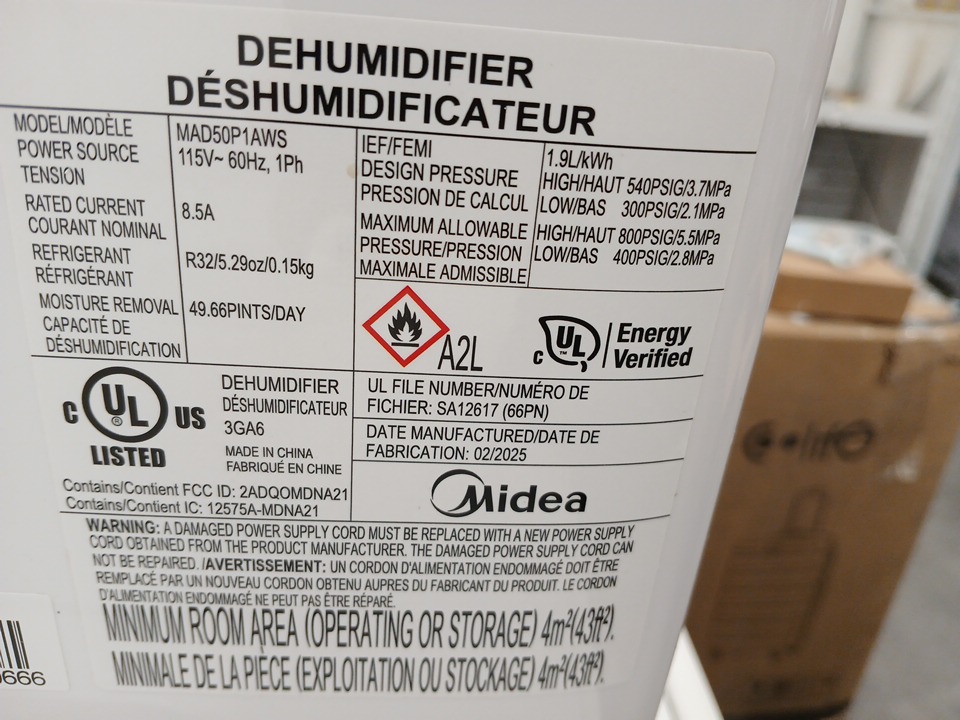 DEHUMIDIFIER
DÉSHUMIDIFICATEUR
MODEL/MODÈLE
MAD50P1AWS
POWER SOURCE
TENSION
115V~ 60Hz, 1Ph
RATED CURRENT
COURANT NOMINAL
8.5A
REFRIGERANT
RÉFRIGÉRANT
R32/5.29oz/0.15kg
MOISTURE REMOVAL
CAPACITÉ DE
DÉSHUMIDIFICATION
49.66PINTS/DAY
IEF/FEMI
1.9L/kWh
DESIGN PRESSURE
PRESSION DE CALCUL
HIGH/HAUT 540PSIG/3.7MPa
LOW/BAS 300PSIG/2.1MPa
MAXIMUM ALLOWABLE
PRESSURE/PRESSION
MAXIMALE ADMISSIBLE
HIGH/HAUT 800PSIG/5.5MPa
LOW/BAS 400PSIG/2.8MPa
A2L
C UL™ Energy
Verified
C UL® US
LISTED
DEHUMIDIFIER
DÉSHUMIDIFICATEUR
3GA6
MADE IN CHINA
FABRIQUÉ EN CHINE
UL FILE NUMBER/NUMÉRO DE
FICHIER: SA12617 (66PN)
DATE MANUFACTURED/DATE DE
FABRICATION: 02/2025
Contains/Contient FCC ID: 2ADQOMDNA21
Contains/Contient IC: 12575A-MDNA21
Midea
WARNING: A DAMAGED POWER SUPPLY CORD MUST BE REPLACED WITH A NEW POWER SUPPLY
CORD OBTAINED FROM THE PRODUCT MANUFACTURER. THE DAMAGED POWER SUPPLY CORD CAN
NOT BE REPAIRED. /AVERTISSEMENT: UN CORDON D'ALIMENTATION ENDOMMAGÉ DOIT ÊTRE
REMPLACÉ PAR UN NOUVEAU CORDON OBTENU AUPRES DU FABRICANT DU PRODUIT. LE CORDON
D'ALIMENTATION ENDOMMAGÉ NE PEUT PAS ÊTRE RÉPARÉ.
MINIMUM ROOM AREA (OPERATING OR STORAGE) 4m²(43ft²).
MINIMALE DE LA PIÈCE (EXPLOITATION OU STOCKAGE) 4m²(43ft²).
666